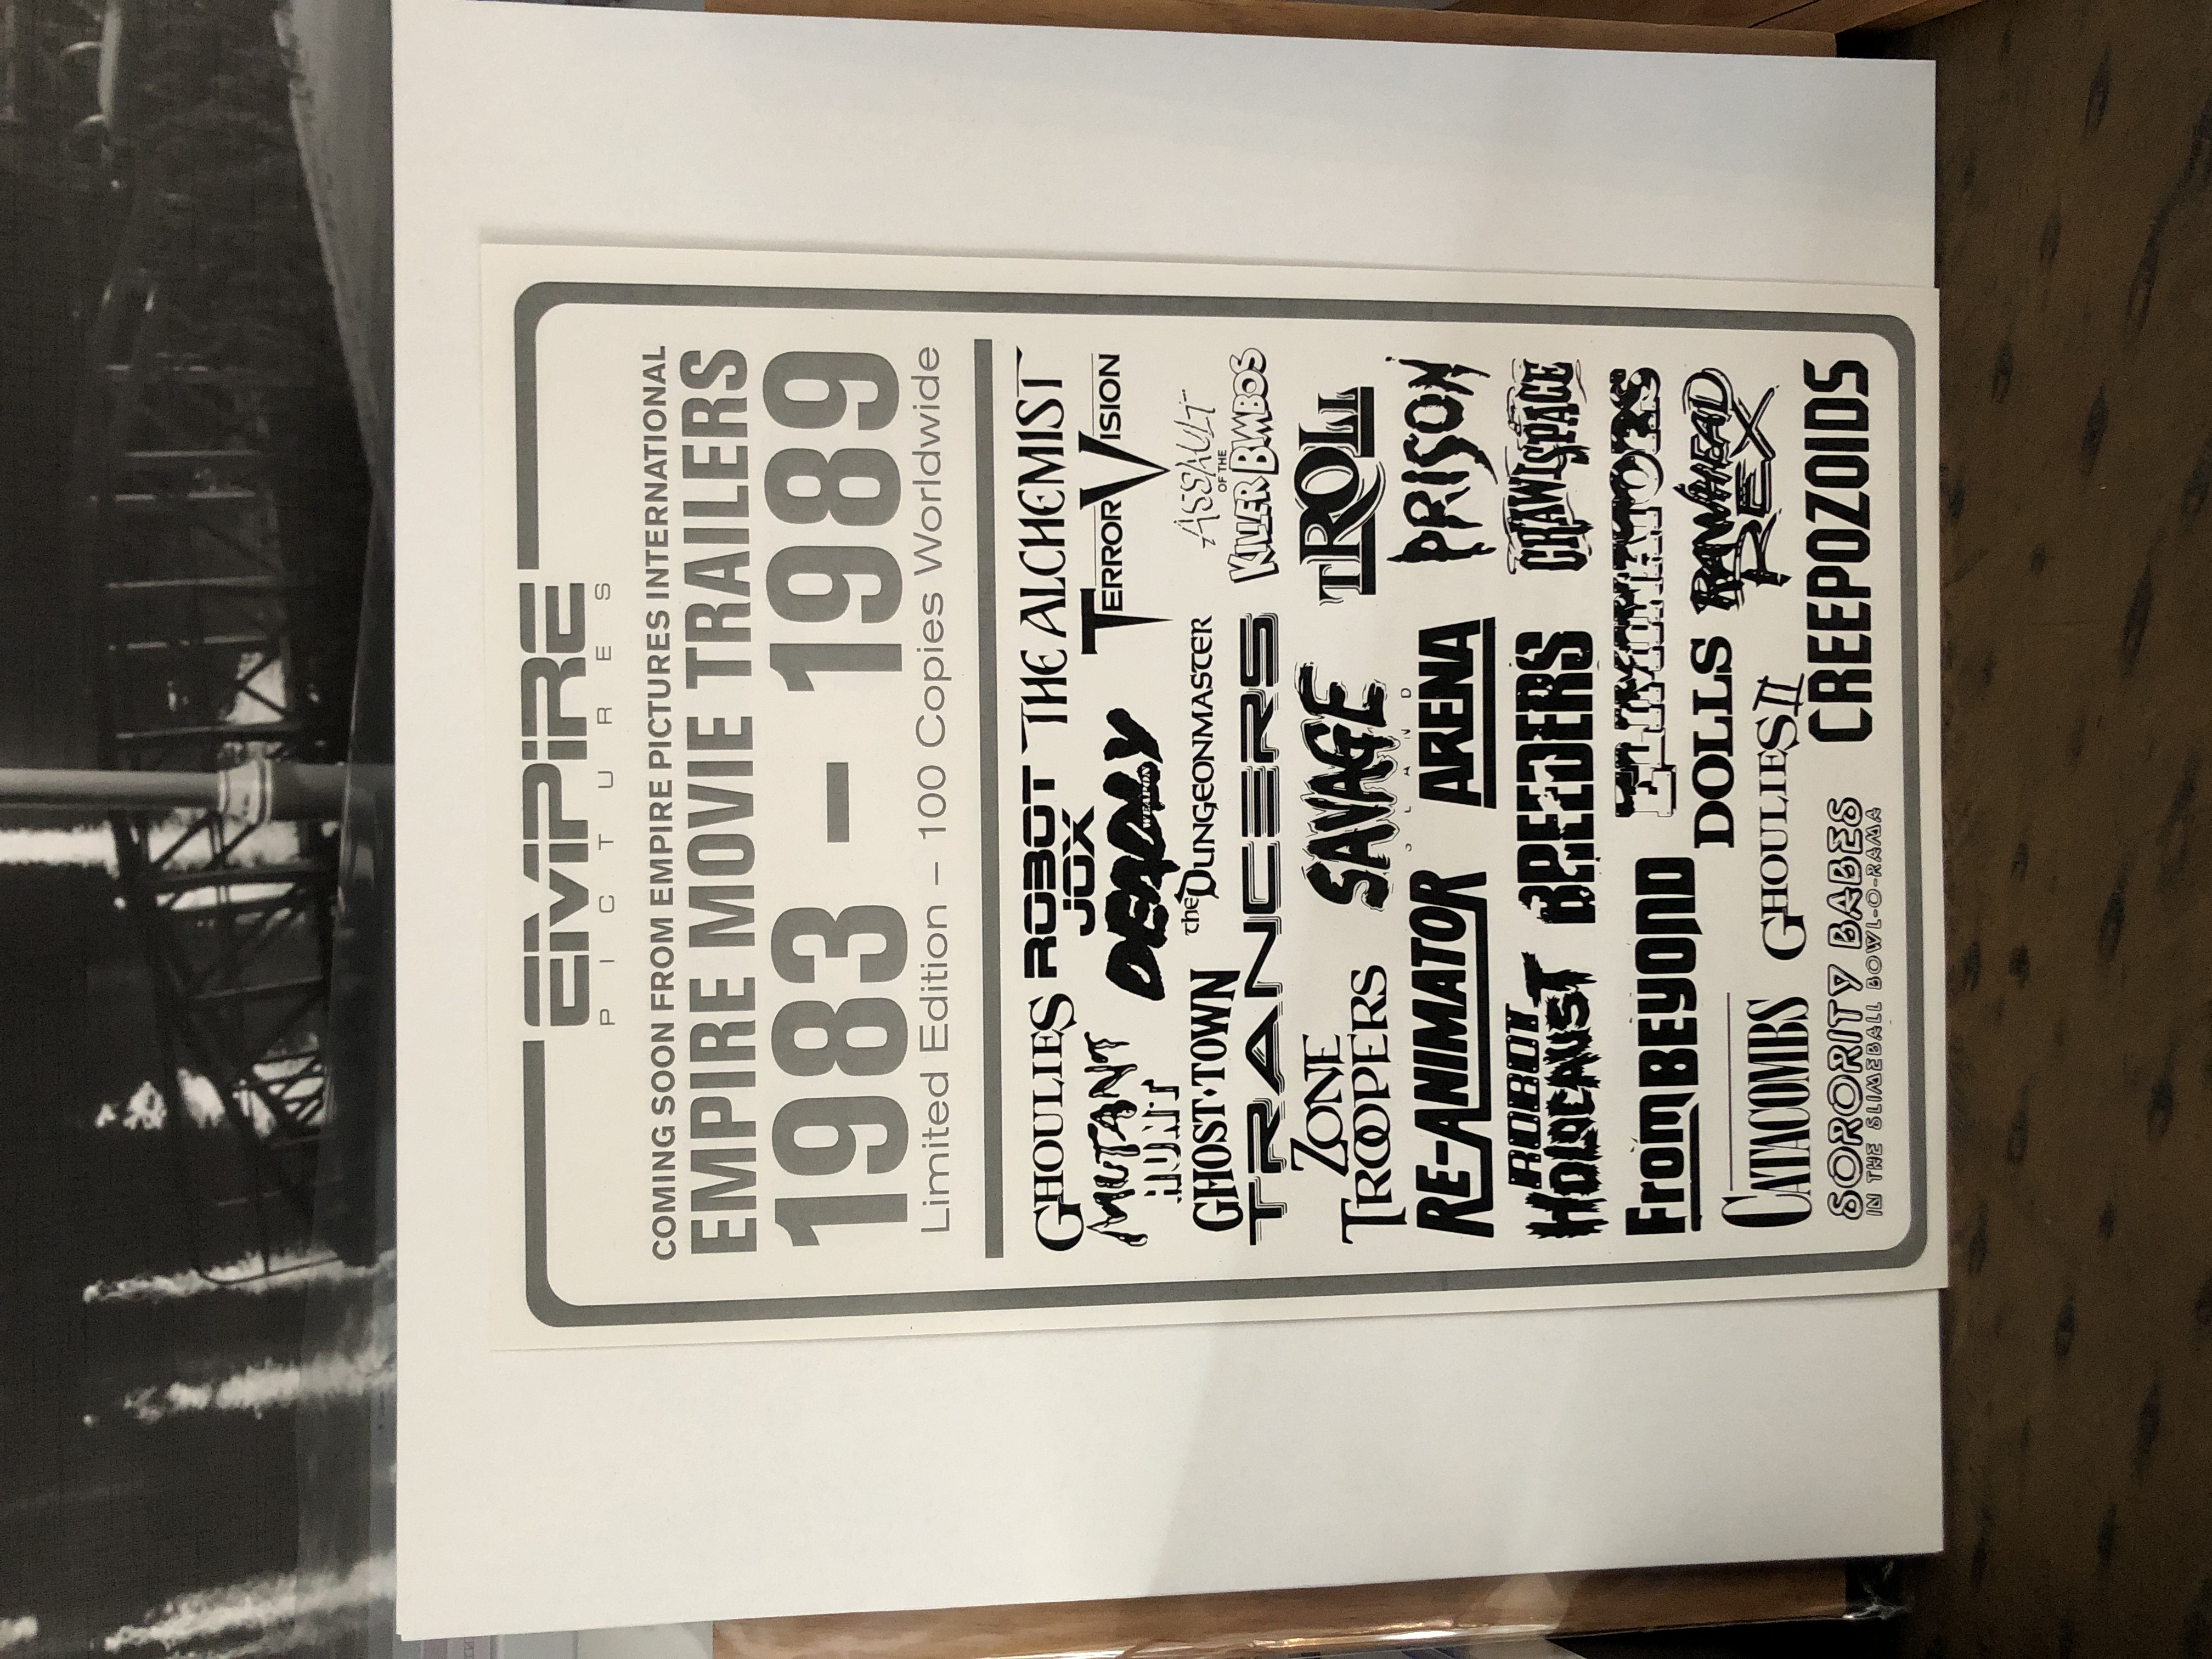 EMPIRE
PICTURES
COMING SOON FROM EMPIRE PICTURES INTERNATIONAL
EMPIRE MOVIE TRAILERS
1983 – 1989
Limited Edition – 100 Copies Worldwide
GHOULIES ROBOT JOX THE ALCHEMIST
MUTANT HUNT DEADLY WEAPON TERRORVISION
GHOST·TOWN the DUNGEONMASTER ASSAULT OF THE KILLER BIMBOS
TRANCERS
ZONE TROOPERS SAVAGE ISLAND TROLL
RE-ANIMATOR ARENA PRISON
ROBOT HOLOCAUST BREEDERS CRAWLSPACE
From BEYOND ELIMINATORS
DOLLS RAWHEAD REX
CATACOMBS GHOULIES II
SORORITY BABES CREEPOZOIDS
IN THE SLIMEBALL BOWL-O-RAMA